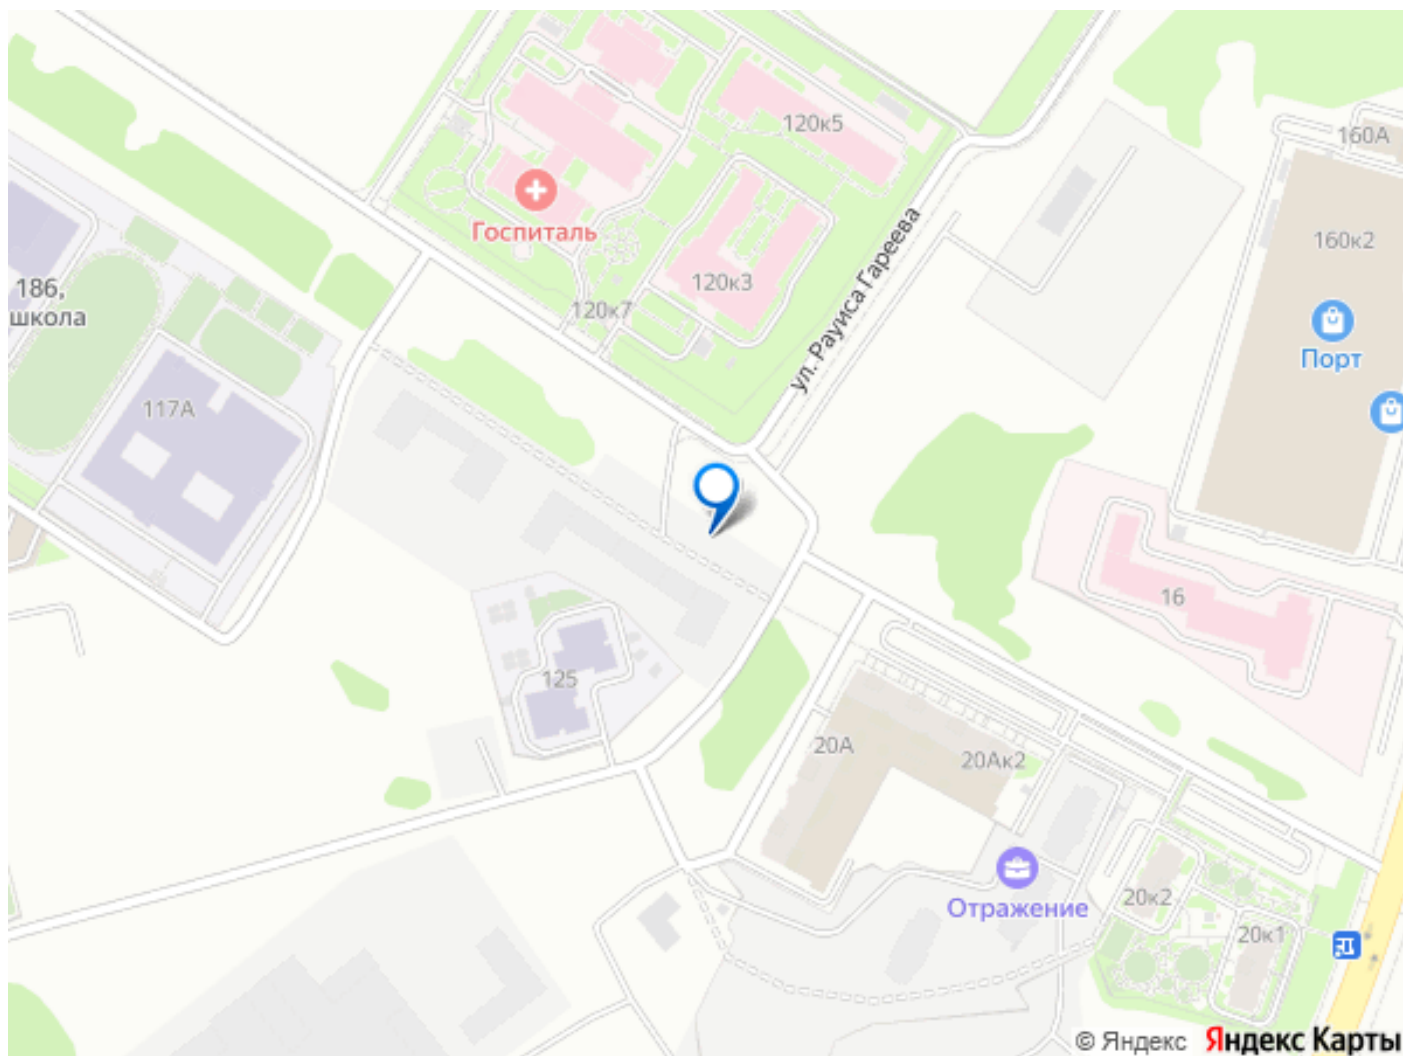 120к5
160А
Госпиталь
ул. Рауиса Гареева
160к2
120к3
186,
школа
120к7
Порт
117А
16
125
20А
20Ак2
20к2
Отражение
20к1
© Яндекс Яндекс Карты